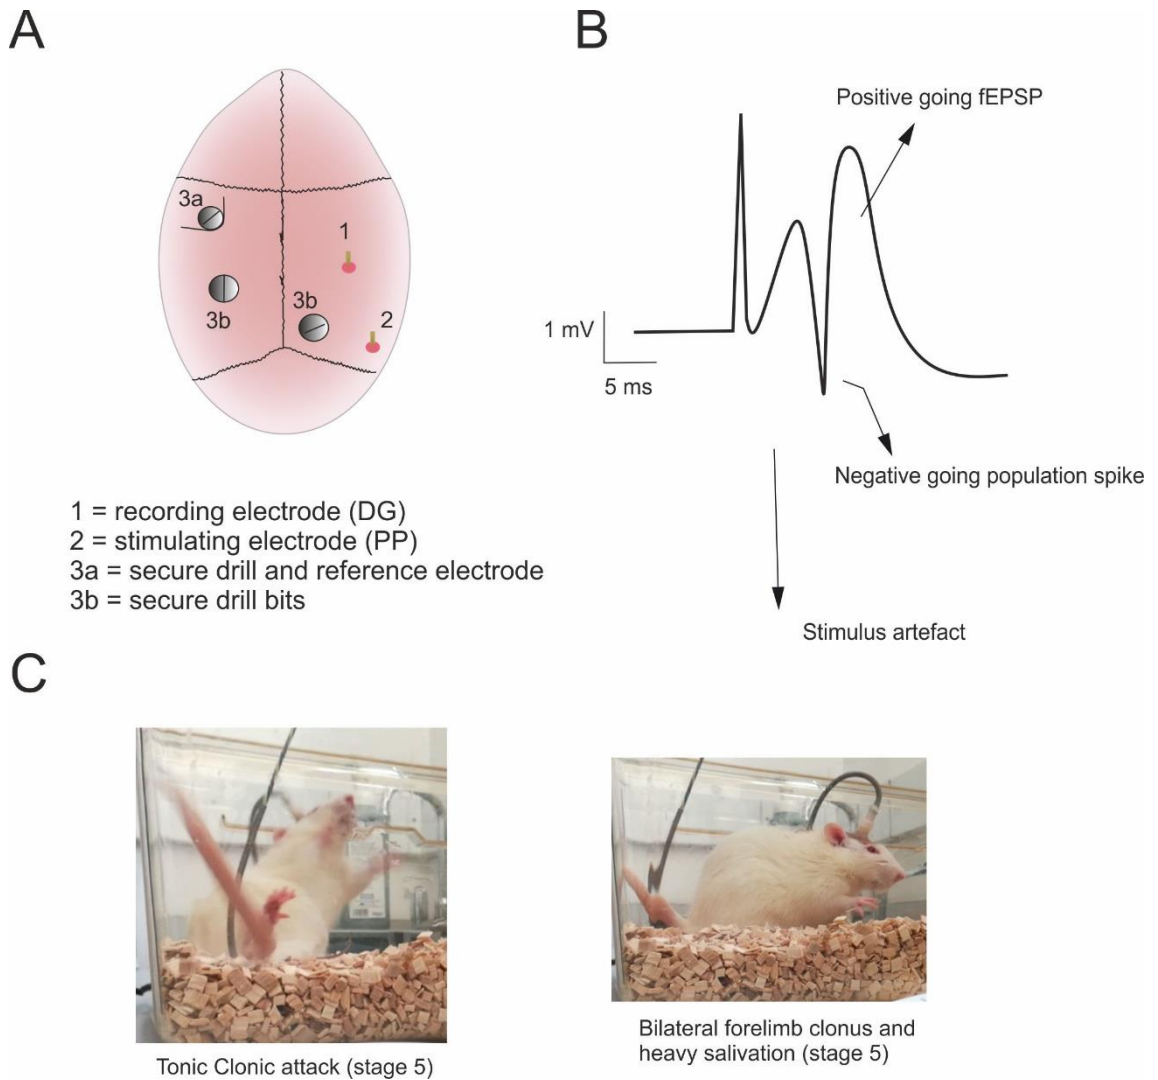 A
3a
1
3b
3b
2
1 = recording electrode (DG)
2 = stimulating electrode (PP)
3a = secure drill and reference electrode
3b = secure drill bits
B
Positive going fEPSP
1 mV
5 ms
Negative going population spike
Stimulus artefact
C
Tonic Clonic attack (stage 5)
Bilateral forelimb clonus and
heavy salivation (stage 5)